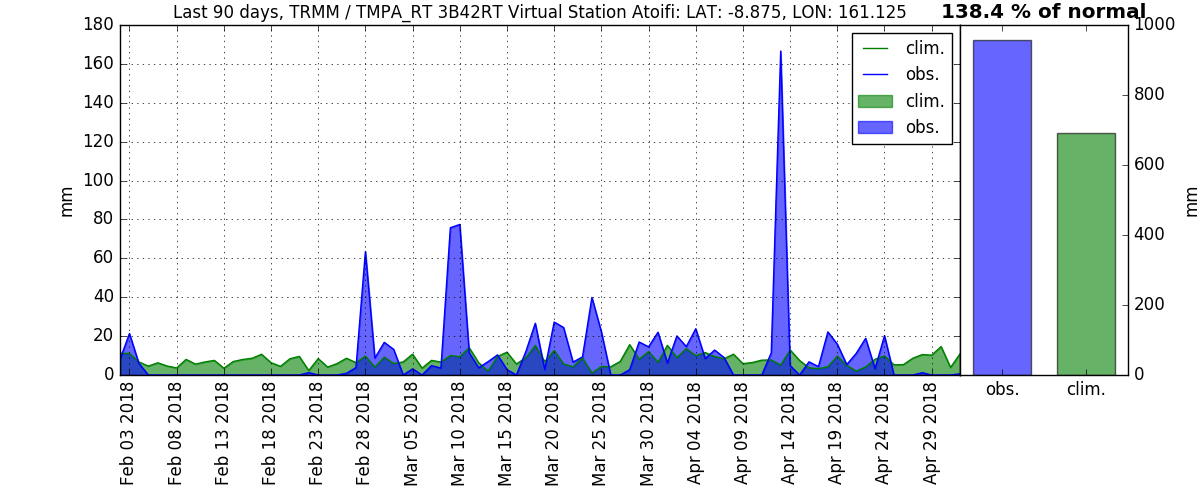 Last 90 days, TRMM / TMPA_RT 3B42RT Virtual Station Atoifi: LAT: -8.875, LON: 161.125
138.4 % of normal
180
160
140
120
100
80
60
40
20
0
mm
clim.
obs.
clim.
obs.
1000
800
600
400
200
0
mm
obs.
clim.
Feb 03 2018
Feb 08 2018
Feb 13 2018
Feb 18 2018
Feb 23 2018
Feb 28 2018
Mar 05 2018
Mar 10 2018
Mar 15 2018
Mar 20 2018
Mar 25 2018
Mar 30 2018
Apr 04 2018
Apr 09 2018
Apr 14 2018
Apr 19 2018
Apr 24 2018
Apr 29 2018